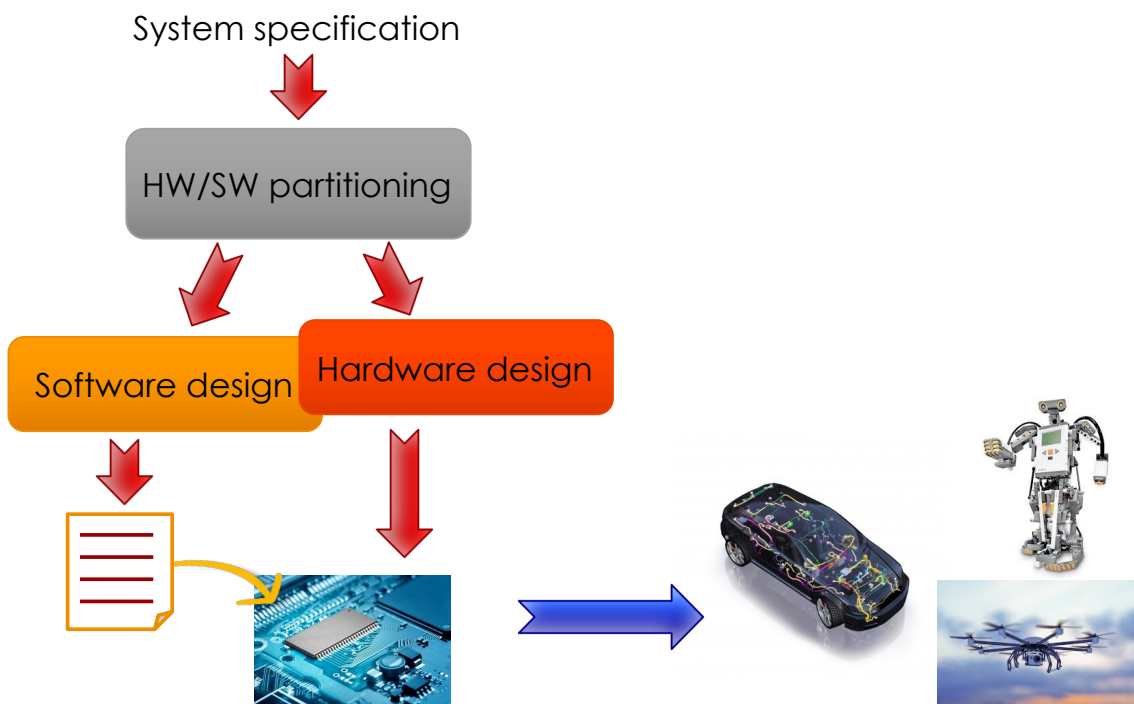 System specification
HW/SW partitioning
Software design
Hardware design